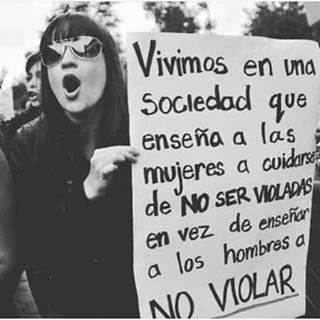 Vivimos en una
sociedad que
enseña a las
mujeres a cuidarse
de NO SER VIOLADAS
en vez de enseñar
a los hombres a
NO VIOLAR